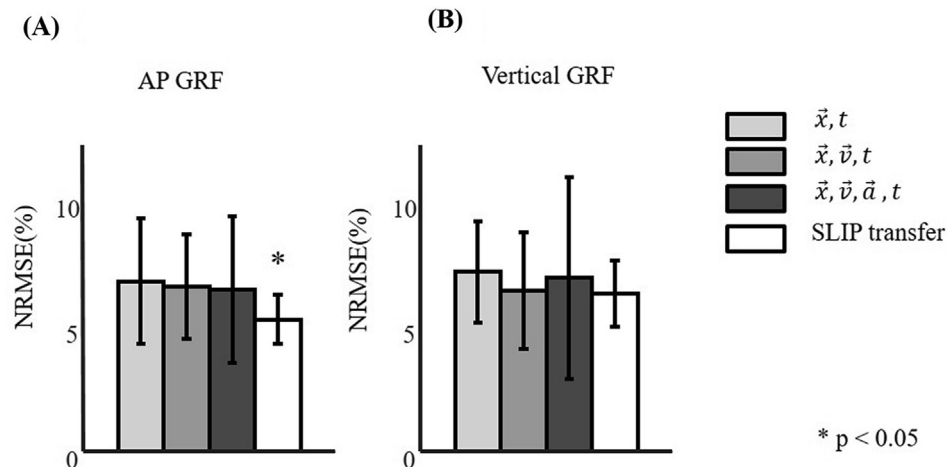 (A)
AP GRF
NRMSE(%)
10
5
0
*
(B)
Vertical GRF
NRMSE(%)
10
5
0
x⃗, t
x⃗, v⃗, t
x⃗, v⃗, a⃗ , t
SLIP transfer
* p < 0.05